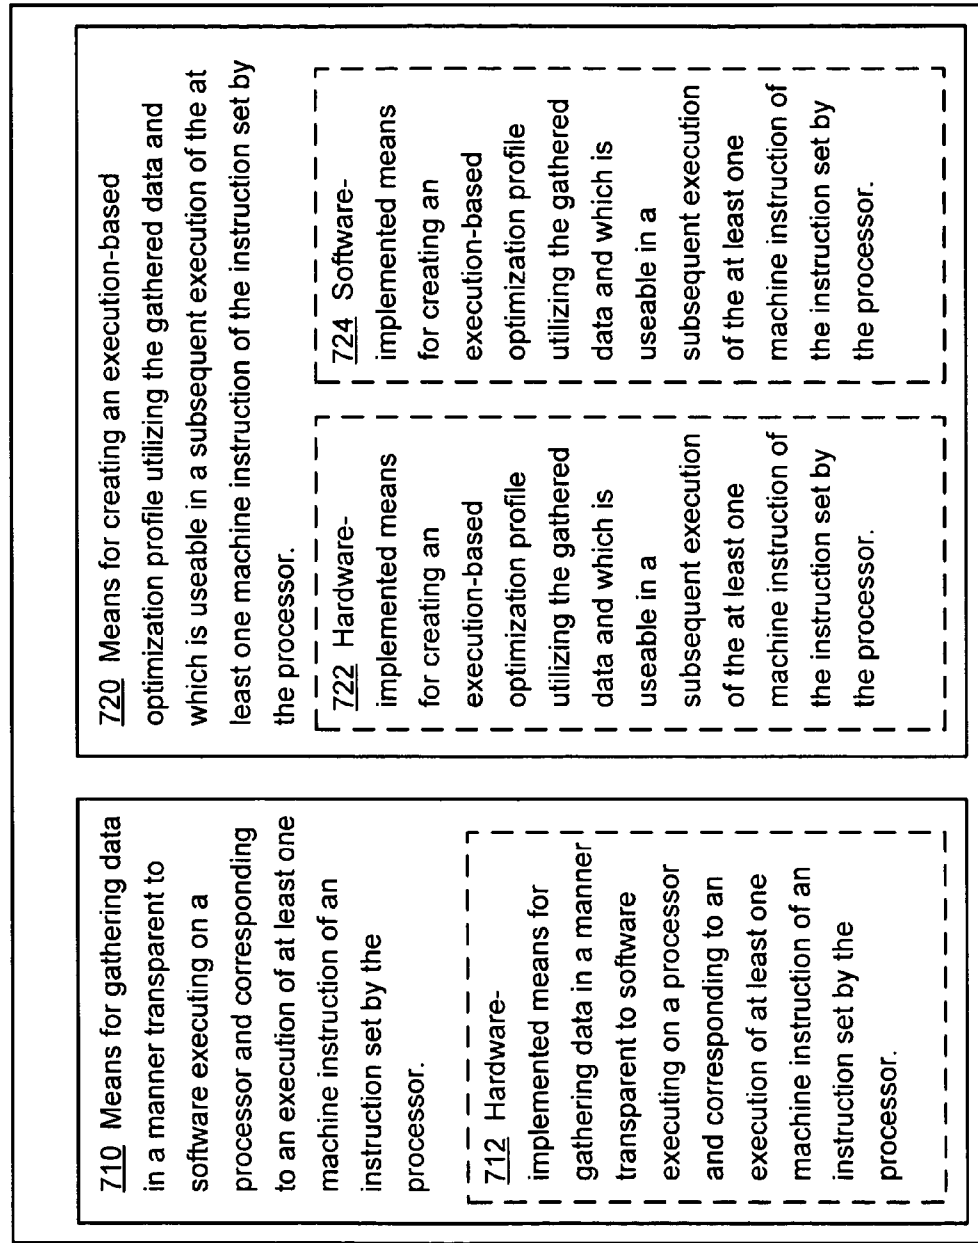 710 Means for gathering data
in a manner transparent to
software executing on a
processor and corresponding
to an execution of at least one
machine instruction of an
instruction set by the
processor.
712 Hardware-
implemented means for
gathering data in a manner
transparent to software
executing on a processor
and corresponding to an
execution of at least one
machine instruction of an
instruction set by the
processor.
720 Means for creating an execution-based
optimization profile utilizing the gathered data and
which is useable in a subsequent execution of the at
least one machine instruction of the instruction set by
the processor.
722 Hardware-
implemented means
for creating an
execution-based
optimization profile
utilizing the gathered
data and which is
useable in a
subsequent execution
of the at least one
machine instruction of
the instruction set by
the processor.
724 Software-
implemented means
for creating an
execution-based
optimization profile
utilizing the gathered
data and which is
useable in a
subsequent execution
of the at least one
machine instruction of
the instruction set by
the processor.